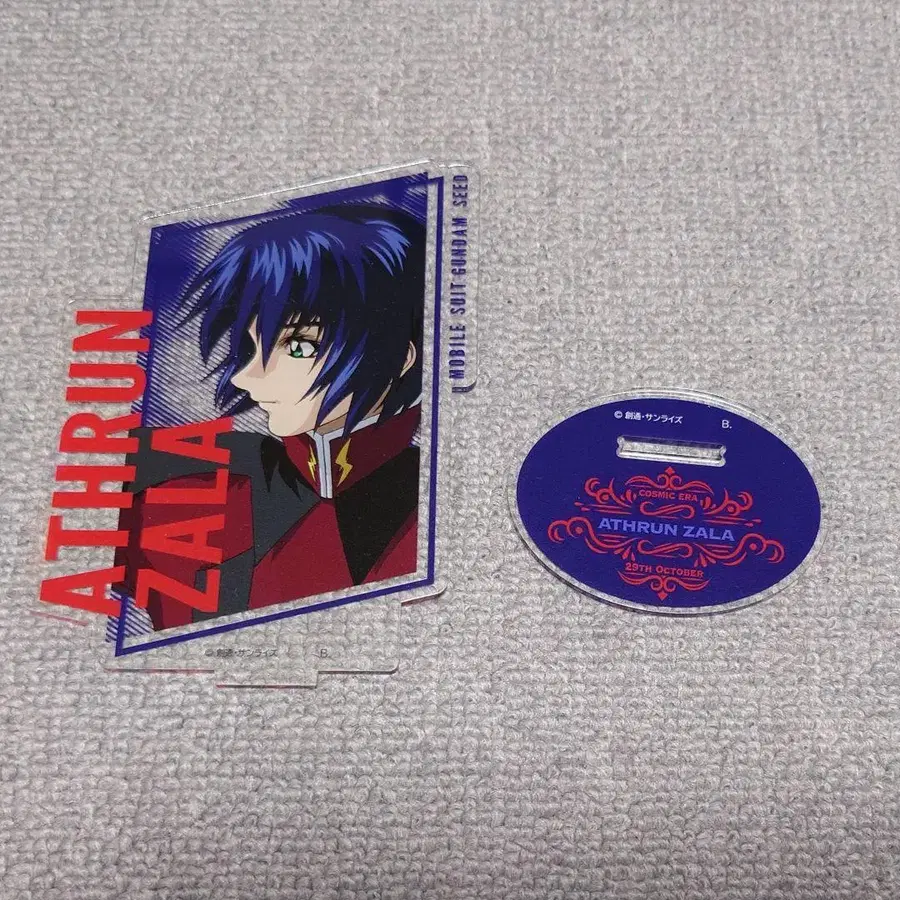 ATHRUN
ZALA
MOBILE SUIT GUNDAM SEED
© 創通・サンライズ B.
© 創通・サンライズ B.
COSMIC ERA
ATHRUN ZALA
29TH OCTOBER